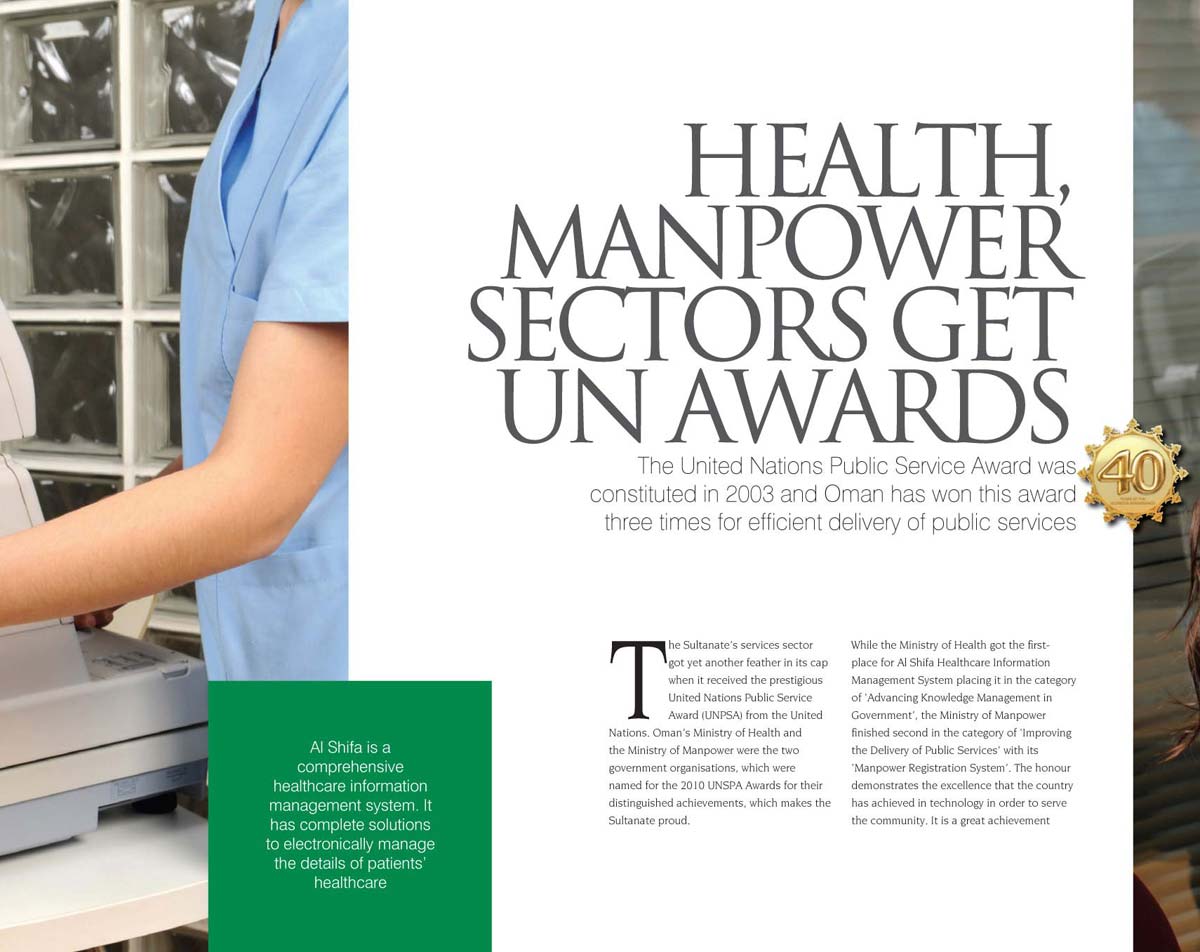 HEALTH,
MANPOWER
SECTORS GET
UN AWARDS
The United Nations Public Service Award was
constituted in 2003 and Oman has won this award
three times for efficient delivery of public services
40
The Sultanate's services sector
got yet another feather in its cap
when it received the prestigious
United Nations Public Service
Award (UNPSA) from the United
Nations. Oman's Ministry of Health and
the Ministry of Manpower were the two
government organisations, which were
named for the 2010 UNSPA Awards for their
distinguished achievements, which makes the
Sultanate proud.
While the Ministry of Health got the first-
place for Al Shifa Healthcare Information
Management System placing it in the category
of 'Advancing Knowledge Management in
Government', the Ministry of Manpower
finished second in the category of 'Improving
the Delivery of Public Services' with its
'Manpower Registration System'. The honour
demonstrates the excellence that the country
has achieved in technology in order to serve
the community. It is a great achievement
Al Shifa is a
comprehensive
healthcare information
management system. It
has complete solutions
to electronically manage
the details of patients'
healthcare